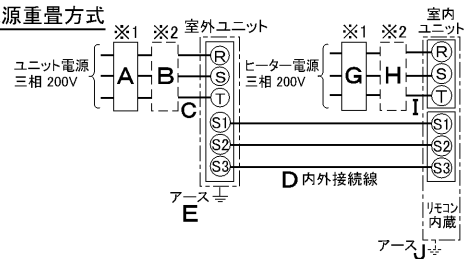 源重畳方式
※1 ※2 室外ユニット
ユニット電源
三相 200V
A B C
R
S
T
S1
S2
S3
アース
E
D 内外接続線
※1 ※2 室内
ユニット
ヒーター電源
三相 200V
G H I
R
S
T
S1
S2
S3
リモコン
内蔵
アース J